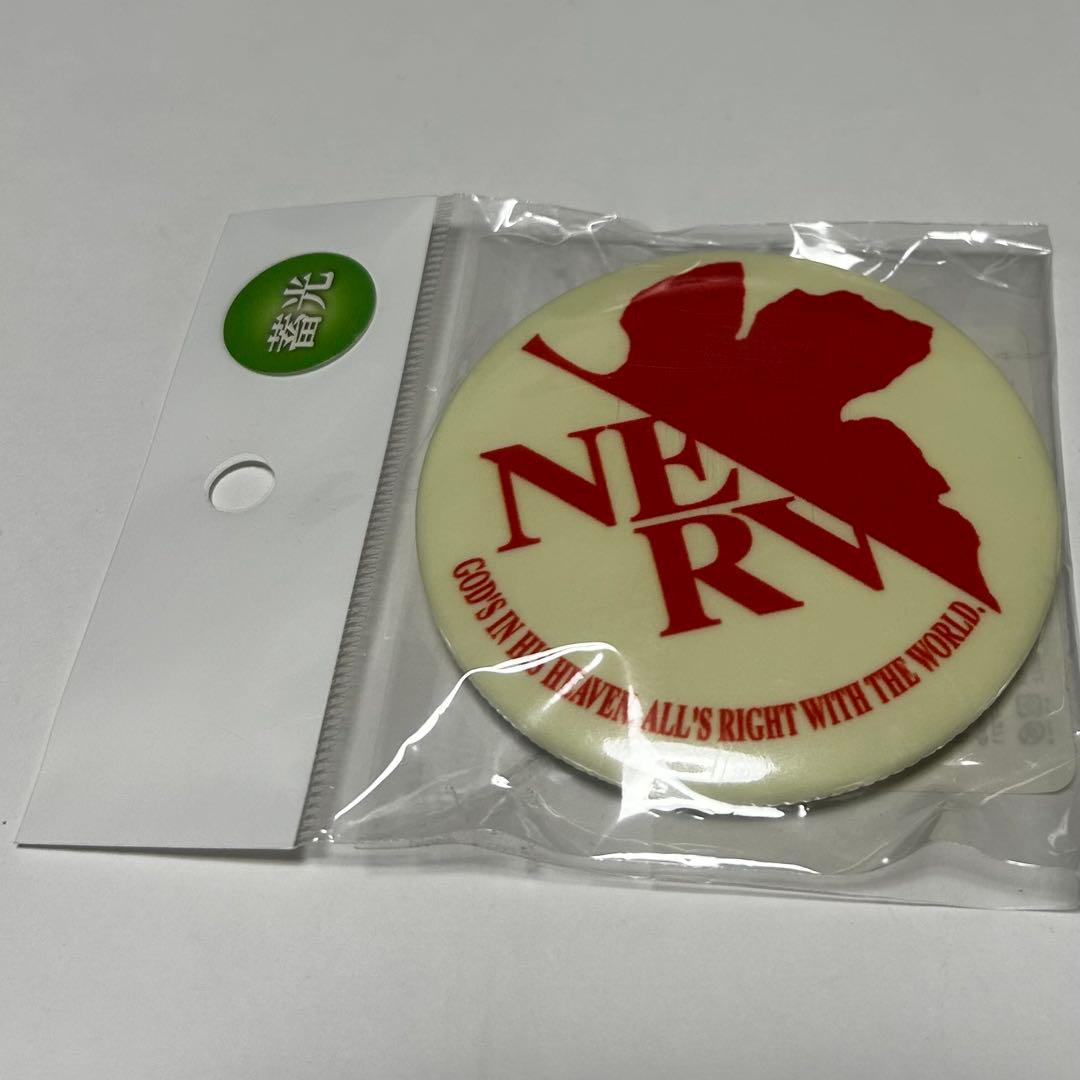 蓄光
NERV
GOD'S IN HIS HEAVEN. ALL'S RIGHT WITH THE WORLD.